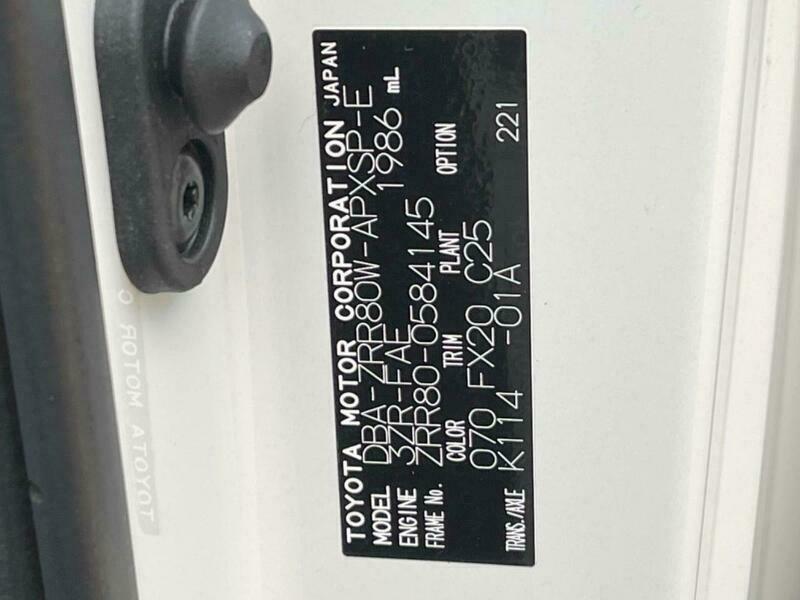 TOYOTA MOTOR CORPORATION JAPAN
MODEL DBA-ZRR80W-APXSP-E
ENGINE 3ZR-FAE 1986 mL
FRAME No. ZRR80-0584145
COLOR TRIM PLANT OPTION
070 FX20 C25
TRANS./AXLE K114 -01A 221
TOYOTA MOTOR C